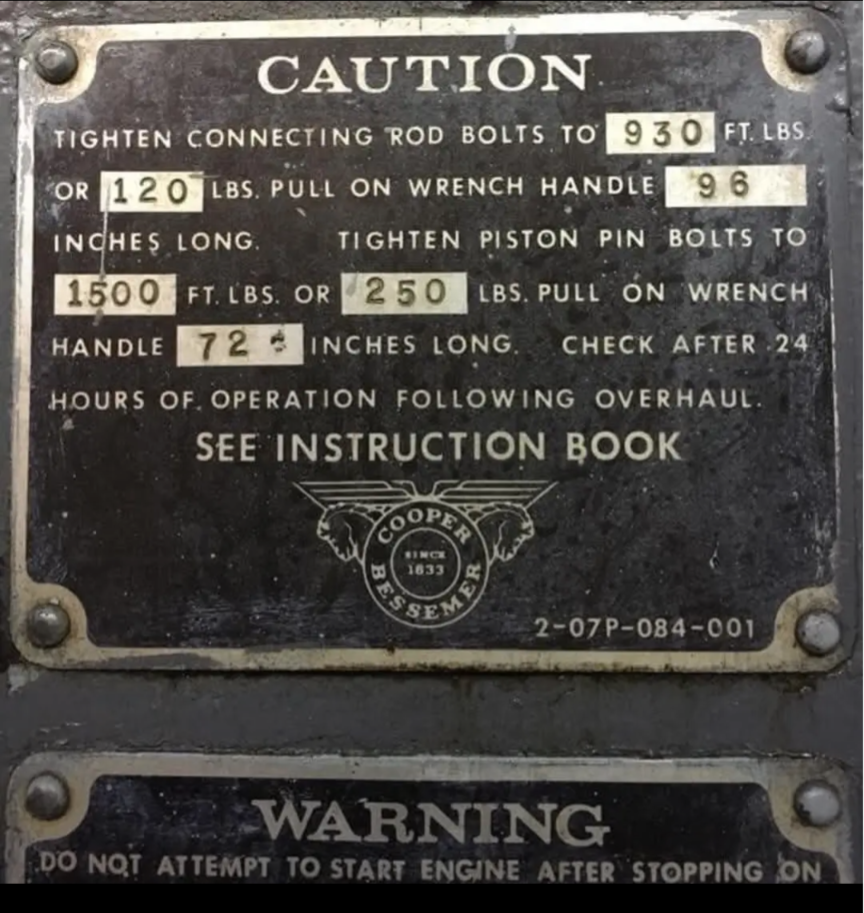 CAUTION
TIGHTEN CONNECTING ROD BOLTS TO 930 FT. LBS.
OR 120 LBS. PULL ON WRENCH HANDLE 96
INCHES LONG. TIGHTEN PISTON PIN BOLTS TO
1500 FT. LBS. OR 250 LBS. PULL ON WRENCH
HANDLE 72 INCHES LONG. CHECK AFTER 24
HOURS OF OPERATION FOLLOWING OVERHAUL.
SEE INSTRUCTION BOOK
COOPER
SINCE
1833
BESSEMER
2-07P-084-001
WARNING
DO NOT ATTEMPT TO START ENGINE AFTER STOPPING ON